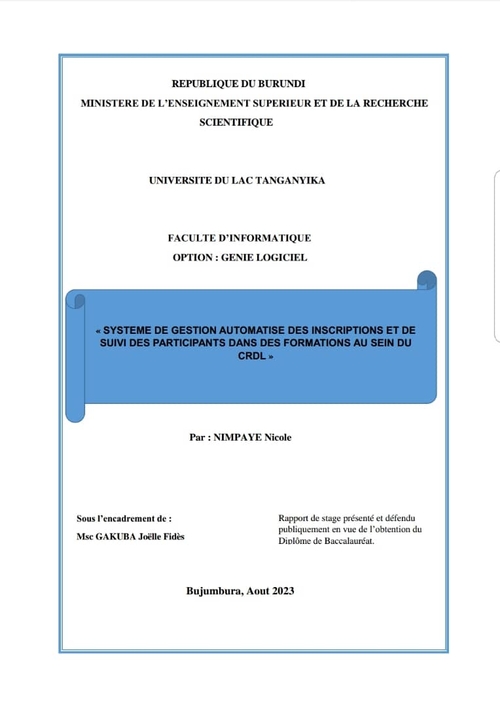 REPUBLIQUE DU BURUNDI
MINISTERE DE L’ENSEIGNEMENT SUPERIEUR ET DE LA RECHERCHE
SCIENTIFIQUE
UNIVERSITE DU LAC TANGANYIKA
FACULTE D’INFORMATIQUE
OPTION : GENIE LOGICIEL
« SYSTEME DE GESTION AUTOMATISE DES INSCRIPTIONS ET DE
SUIVI DES PARTICIPANTS DANS DES FORMATIONS AU SEIN DU
CRDL »
Par : NIMPAYE Nicole
Sous l’encadrement de :
Msc GAKUBA Joëlle Fidès
Rapport de stage présenté et défendu
publiquement en vue de l’obtention du
Diplôme de Baccalauréat.
Bujumbura, Aout 2023